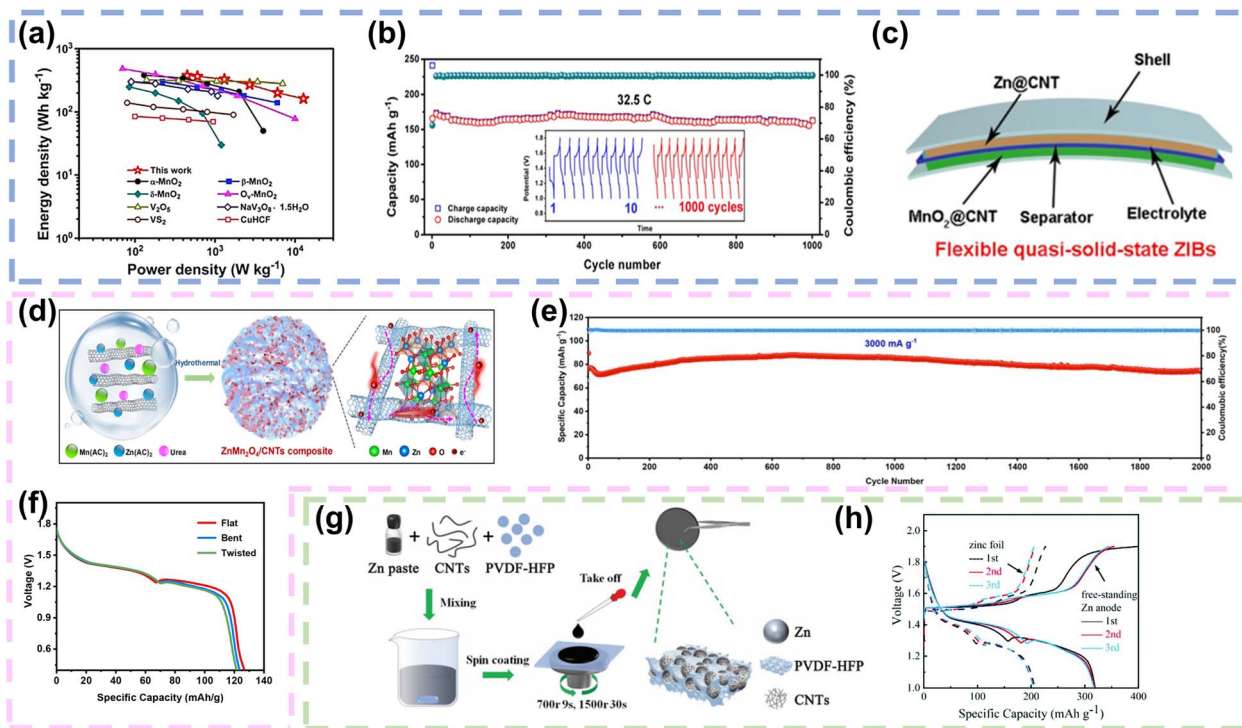 (a)
Energy density (Wh kg⁻¹)
10³
10²
10¹
10⁰
This work
α-MnO₂
β-MnO₂
δ-MnO₂
Oᵥ-MnO₂
V₂O₅
NaV₃O₈ · 1.5H₂O
VS₂
CuHCF
10²
10³
10⁴
Power density (W kg⁻¹)
(b)
Capacity (mAh g⁻¹)
250
200
150
100
50
0
32.5 C
Potential (V)
1.8
1.6
1.4
1.2
1.0
1
10
··· 1000 cycles
Time
Charge capacity
Discharge capacity
0
200
400
600
800
1000
Cycle number
100
80
60
40
20
0
Coulombic efficiency (%)
(c)
Zn@CNT
Shell
MnO₂@CNT
Separator
Electrolyte
Flexible quasi-solid-state ZIBs
(d)
Hydrothermal
Mn(AC)₂
Zn(AC)₂
Urea
ZnMn₂O₄/CNTs composite
Mn
Zn
O
e⁻
(e)
Specific Capacity (mAh g⁻¹)
120
100
80
60
40
20
0
3000 mA g⁻¹
0
200
400
600
800
1000
1200
1400
1600
1800
2000
Cycle Number
100
80
60
40
20
0
Coulombic efficiency(%)
(f)
Voltage (V)
1.8
1.5
1.2
0.9
0.6
Flat
Bent
Twisted
0
20
40
60
80
100
120
140
Specific Capacity (mAh/g)
(g)
Zn paste
+
CNTs
+
PVDF-HFP
Mixing
Spin coating
Take off
700r 9s, 1500r 30s
Zn
PVDF-HFP
CNTs
(h)
Voltage (V)
2.0
1.8
1.6
1.4
1.2
1.0
zinc foil
1st
2nd
3rd
free-standing
Zn anode
1st
2nd
3rd
0
100
200
300
400
Specific Capacity (mAh g⁻¹)